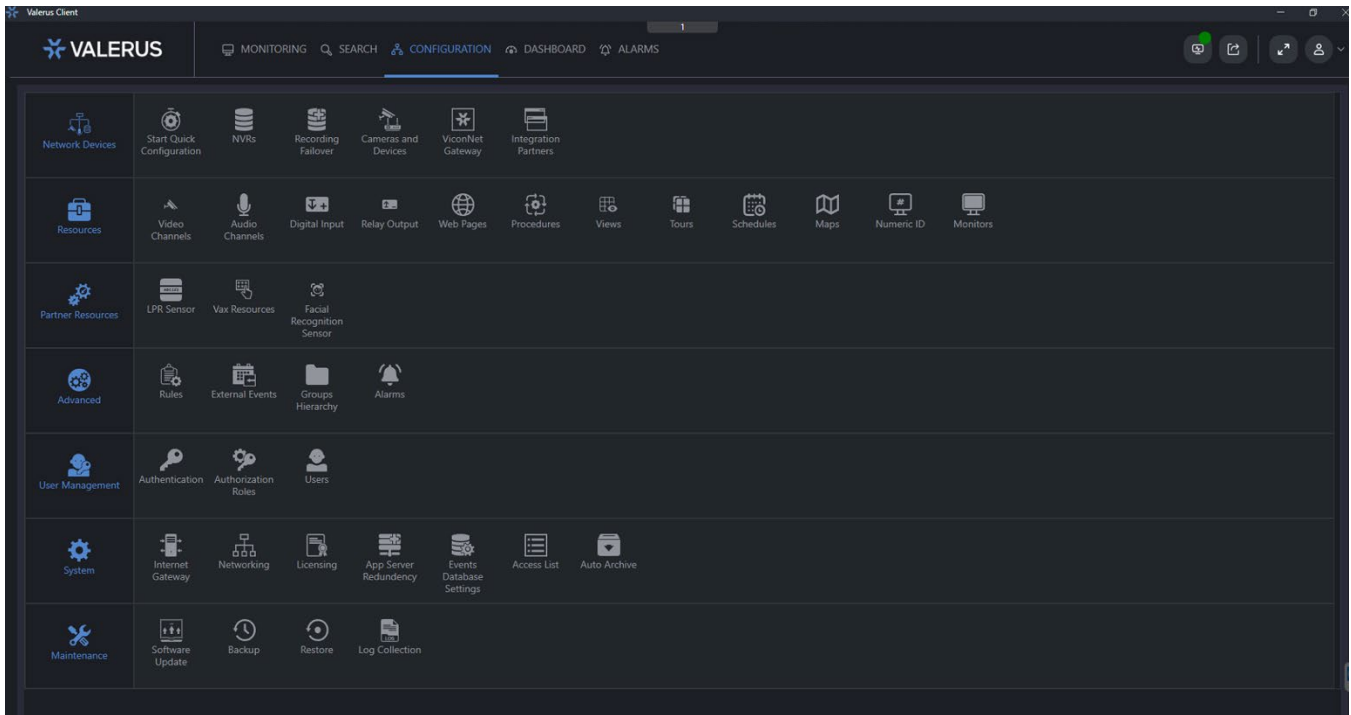 Valerus Client
1
VALERUS MONITORING SEARCH CONFIGURATION DASHBOARD ALARMS
Network Devices
Start Quick
Configuration
NVRs
Recording
Failover
Cameras and
Devices
ViconNet
Gateway
Integration
Partners
Resources
Video
Channels
Audio
Channels
Digital Input
Relay Output
Web Pages
Procedures
Views
Tours
Schedules
Maps
#
Numeric ID
Monitors
Partner Resources
LPR Sensor
Vax Resources
Facial
Recognition
Sensor
Advanced
Rules
External Events
Groups
Hierarchy
Alarms
User Management
Authentication
Authorization
Roles
Users
System
Internet
Gateway
Networking
Licensing
App Server
Redundency
Events
Database
Settings
Access List
Auto Archive
Maintenance
Software
Update
Backup
Restore
LOG
Log Collection